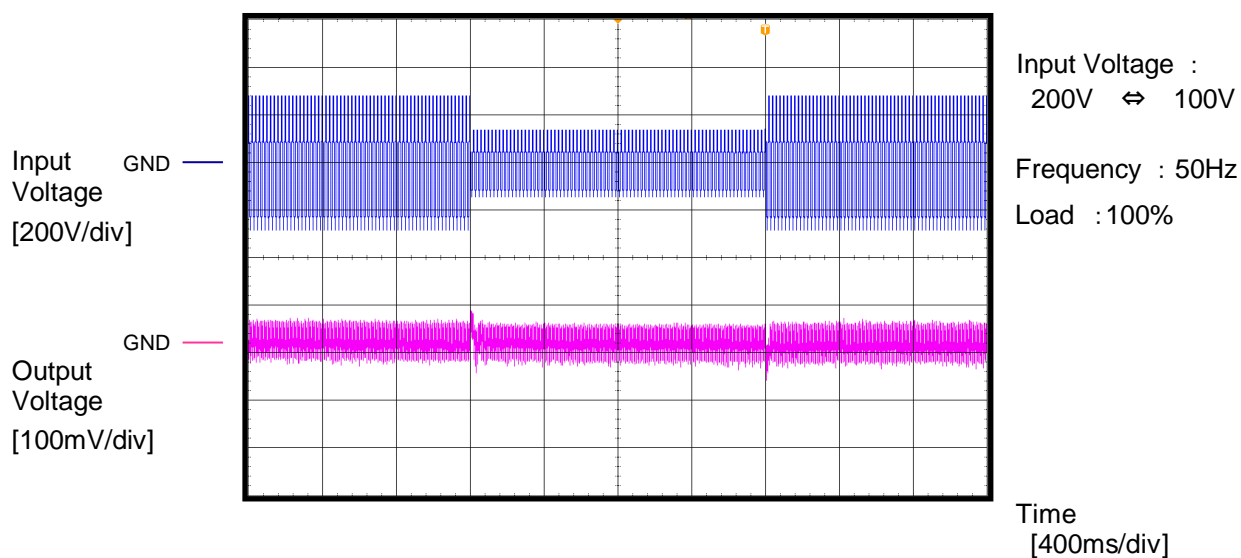 T
Input Voltage :
200V ⇔ 100V
Input
Voltage
GND
[200V/div]
Frequency : 50Hz
Load :100%
GND
Output
Voltage
[100mV/div]
Time
[400ms/div]